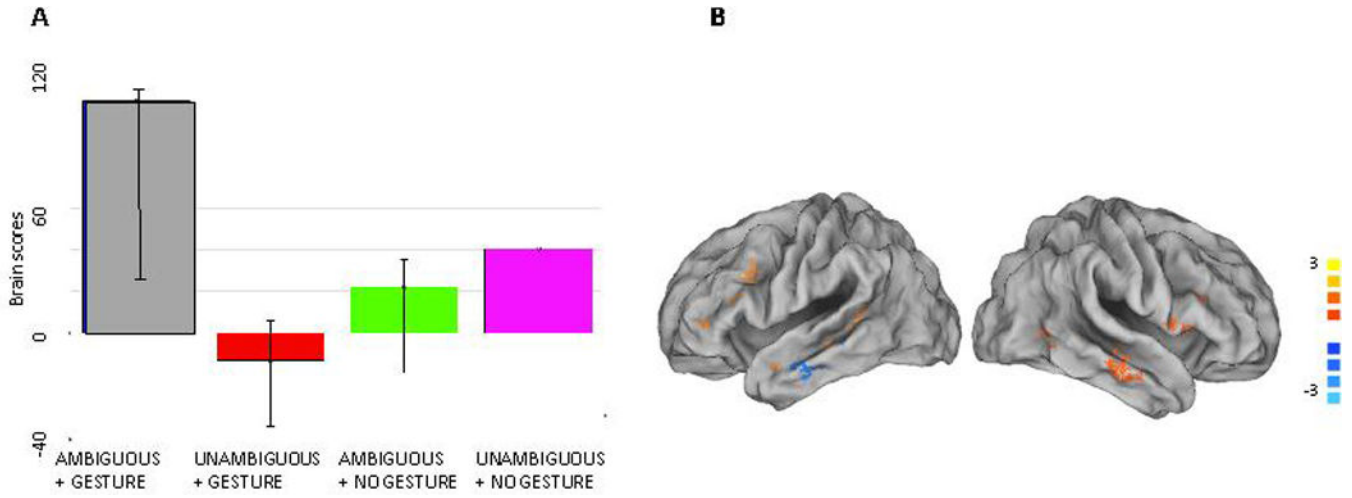 A
B
120
60
0
-40
Brain scores
AMBIGUOUS
+ GESTURE
UNAMBIGUOUS
+ GESTURE
AMBIGUOUS
+ NO GESTURE
UNAMBIGUOUS
+ NO GESTURE
3
-3